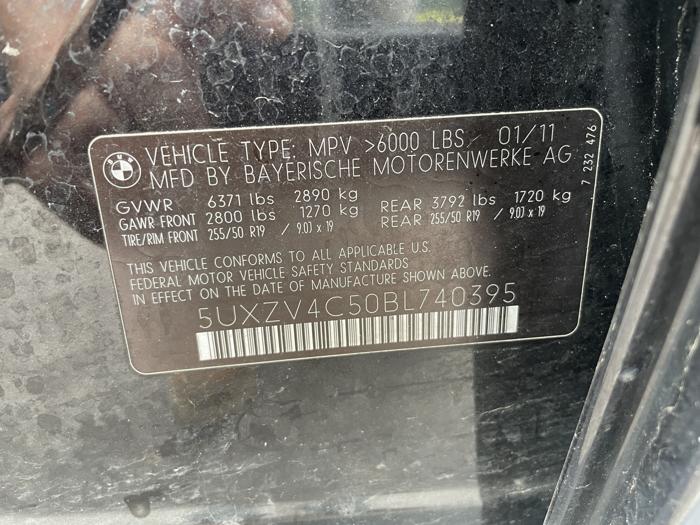 BMW
VEHICLE TYPE: MPV >6000 LBS/ 01/11
MFD BY BAYERISCHE MOTORENWERKE AG
GVWR 6371 lbs 2890 kg
GAWR FRONT 2800 lbs 1270 kg REAR 3792 lbs 1720 kg
TIRE/RIM FRONT 255/50 R19 / 9.0J x 19 REAR 255/50 R19 / 9.0J x 19
THIS VEHICLE CONFORMS TO ALL APPLICABLE U.S.
FEDERAL MOTOR VEHICLE SAFETY STANDARDS
IN EFFECT ON THE DATE OF MANUFACTURE SHOWN ABOVE.
5UXZV4C50BL740395
7 232 476